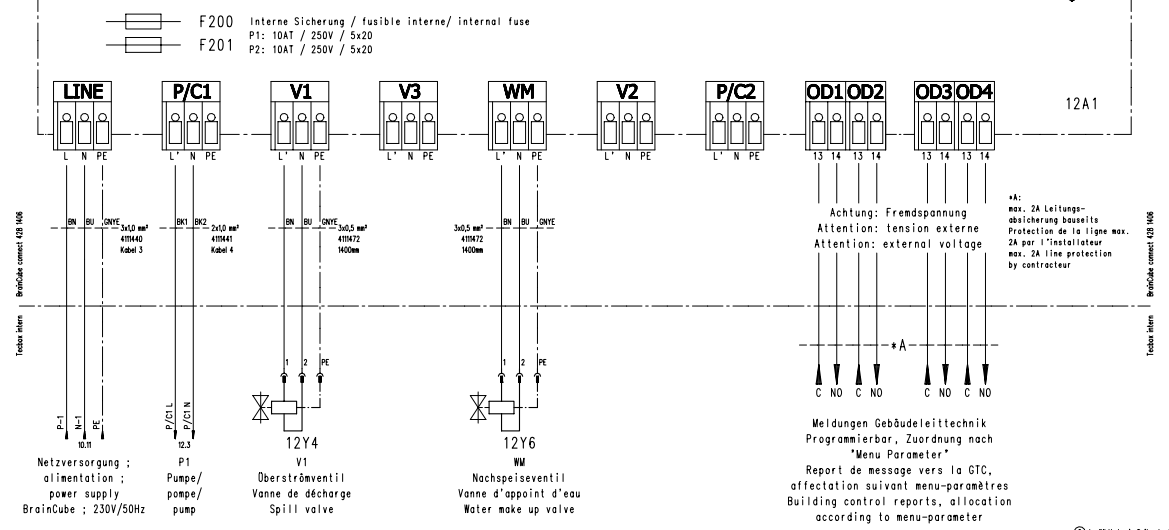 F200 Interne Sicherung / fusible interne/ internal fuse
P1: 10AT / 250V / 5x20
F201 P2: 10AT / 250V / 5x20
LINE P/C1 V1 V3 WM V2 P/C2 OD1 OD2 OD3 OD4
12A1
L N PE L' N PE L' N PE L' N PE L' N PE L' N PE L' N PE 13 14 13 14 13 14 13 14
BN BU GNYE BK1 BK2 BN BU GNYE BN BU GNYE
3x1,0 mm²
4111440
Kabel 3
2x1,0 mm²
4111441
Kabel 4
3x0,5 mm²
4111472
1400mm
3x0,5 mm²
4111472
1400mm
Achtung: Fremdspannung
Attention: tension externe
Attention: external voltage
*A:
max. 2A Leitungs-
absicherung bauseits
Protection de la ligne max.
2A par l'installateur
max. 2A line protection
by contracteur
BrainCube connect 428 1406
Tecbox intern
BrainCube connect 428 1406
Tecbox intern
1 2 PE
1 2 PE
*A
C NO C NO C NO C NO
P-1 N-1 PE
10.11
P/C1 L P/C1 N
12.3
12Y4
12Y6
Netzversorgung ;
alimentation ;
power supply
BrainCube ; 230V/50Hz
P1
Pumpe/
pompe/
pump
V1
Überströmventil
Vanne de décharge
Spill valve
WM
Nachspeiseventil
Vanne d'appoint d'eau
Water make up valve
Meldungen Gebäudeleittechnik
Programmierbar, Zuordnung nach
"Menu Parameter"
Report de message vers la GTC,
affectation suivant menu-paramètres
Building control reports, allocation
according to menu-parameter